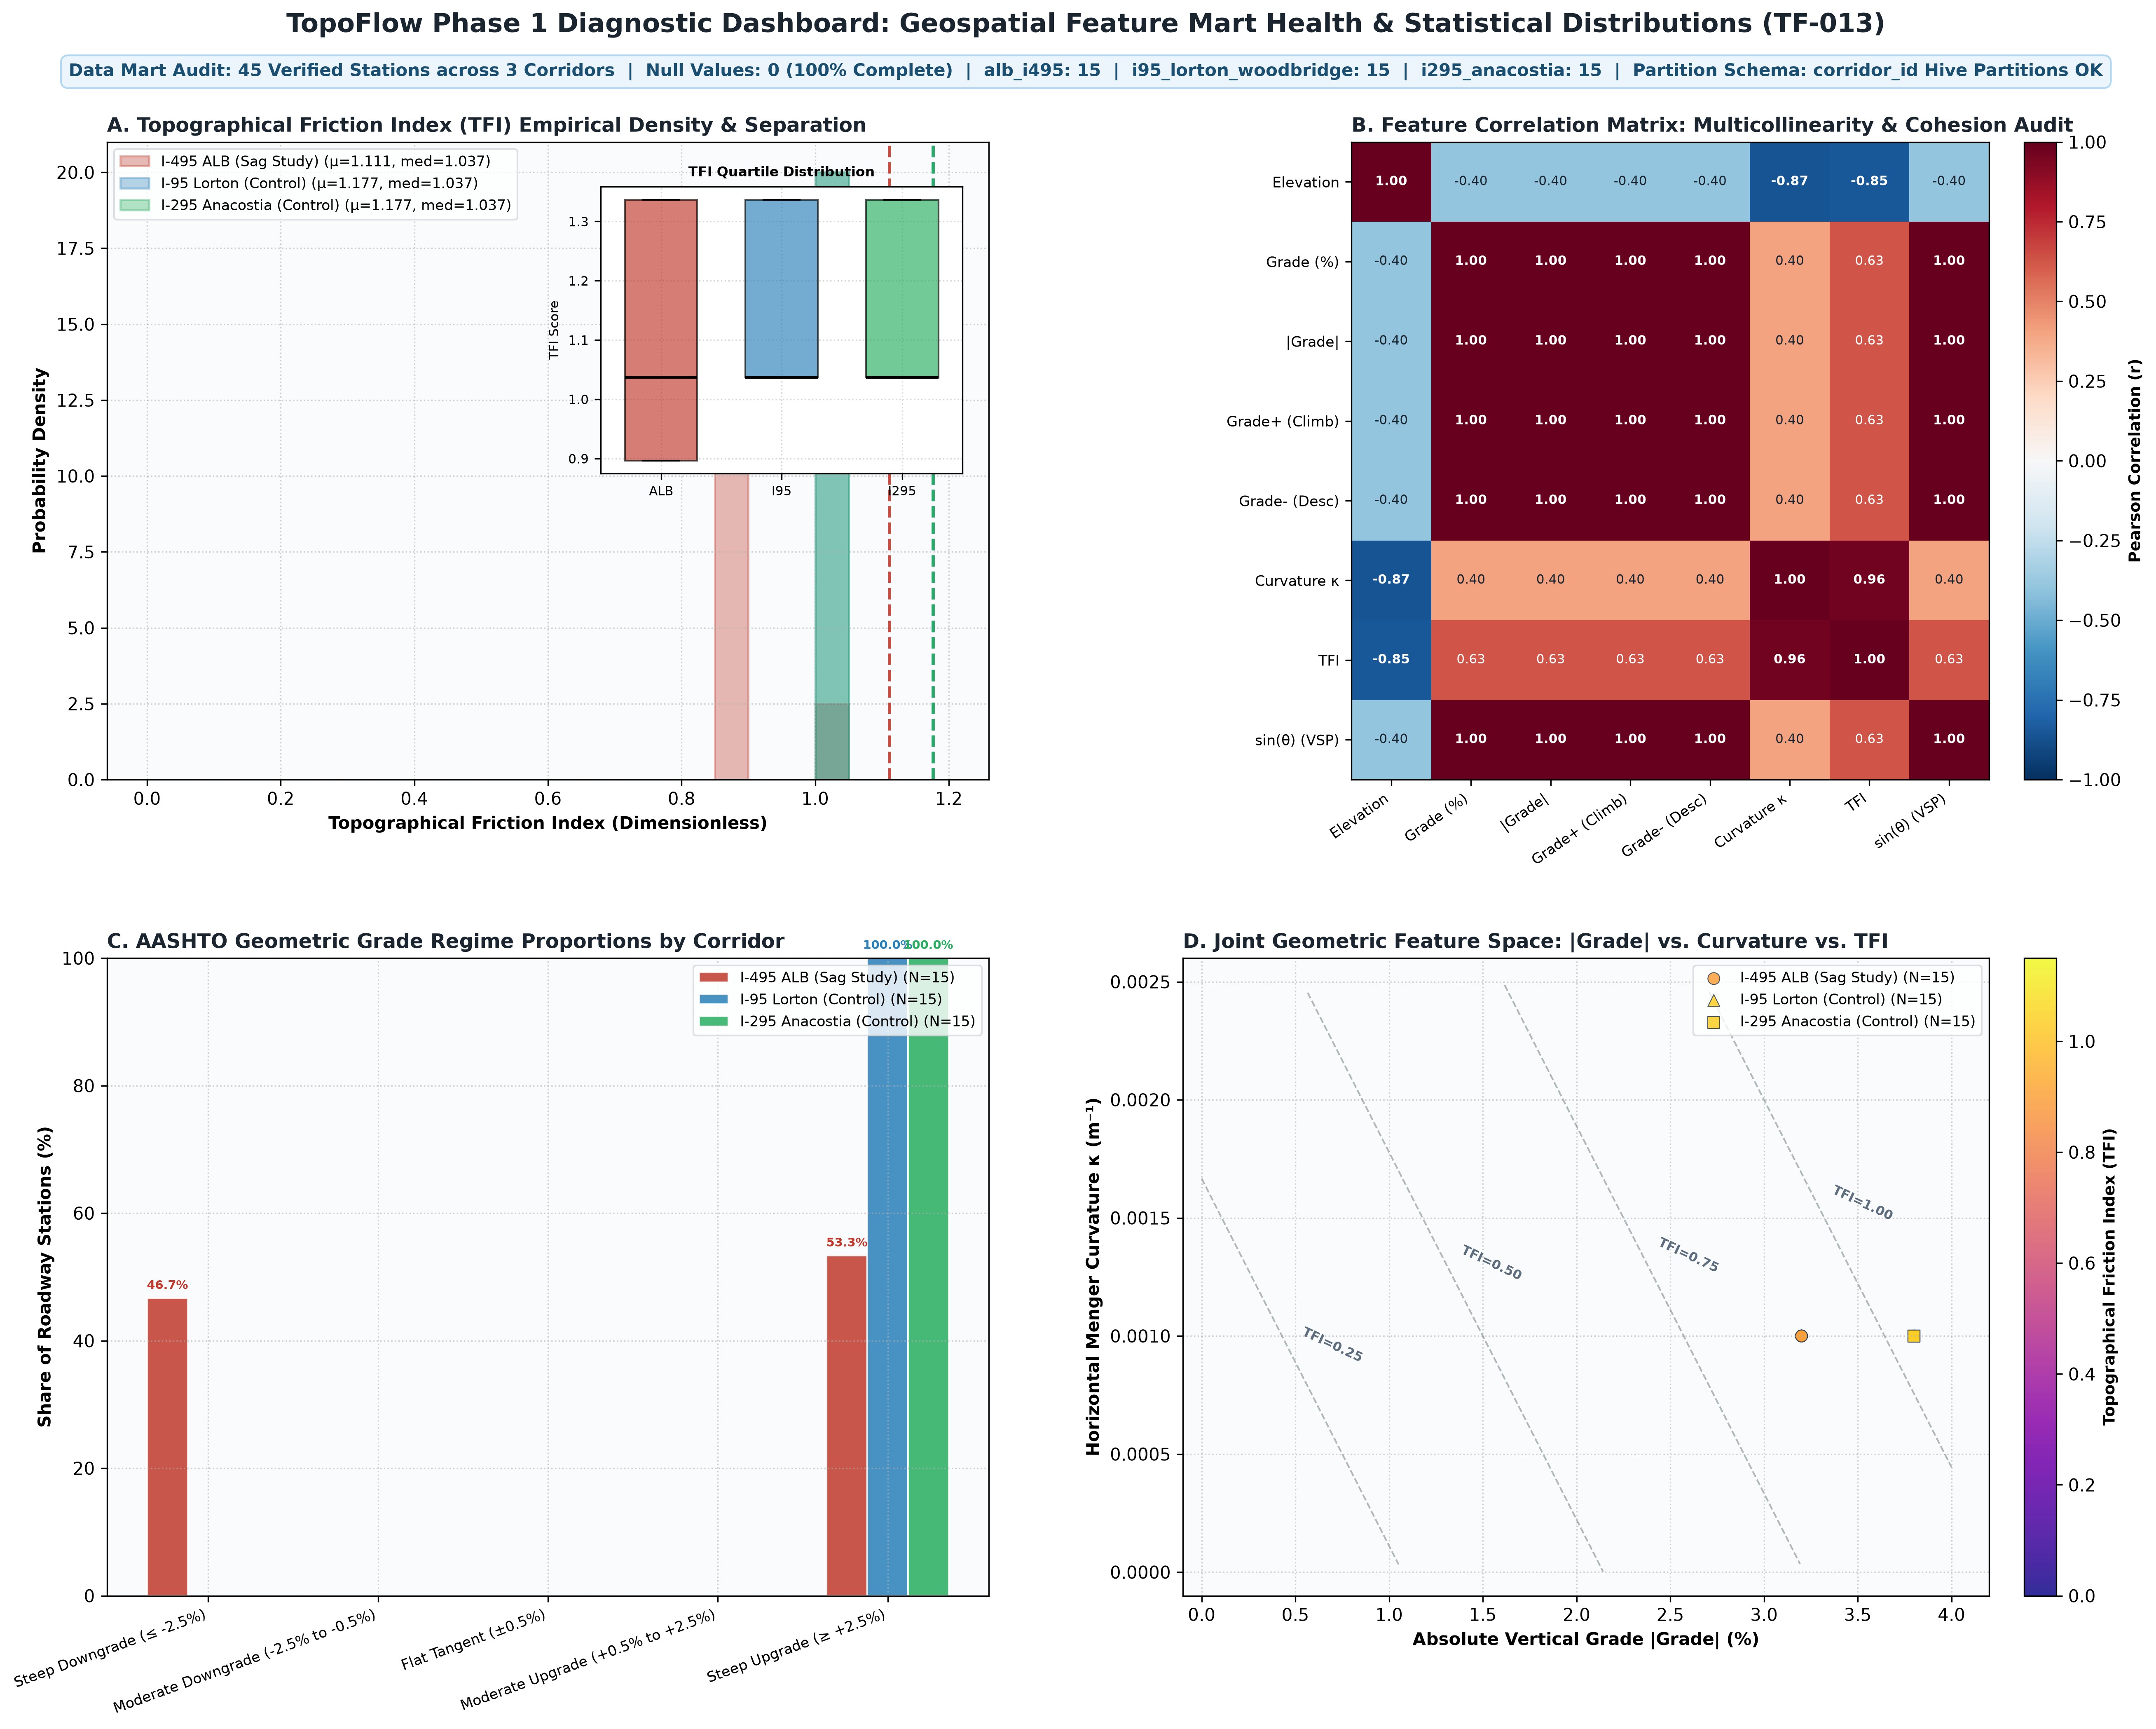 TopoFlow Phase 1 Diagnostic Dashboard: Geospatial Feature Mart Health & Statistical Distributions (TF-013)
Data Mart Audit: 45 Verified Stations across 3 Corridors | Null Values: 0 (100% Complete) | alb_i495: 15 | i95_lorton_woodbridge: 15 | i295_anacostia: 15 | Partition Schema: corridor_id Hive Partitions OK
A. Topographical Friction Index (TFI) Empirical Density & Separation
I-495 ALB (Sag Study) (μ=1.111, med=1.037)
I-95 Lorton (Control) (μ=1.177, med=1.037)
I-295 Anacostia (Control) (μ=1.177, med=1.037)
Probability Density
20.0
17.5
15.0
12.5
10.0
7.5
5.0
2.5
0.0
0.0 0.2 0.4 0.6 0.8 1.0 1.2
Topographical Friction Index (Dimensionless)
TFI Quartile Distribution
TFI Score
1.3
1.2
1.1
1.0
0.9
ALB I95 I295
B. Feature Correlation Matrix: Multicollinearity & Cohesion Audit
Elevation 1.00 -0.40 -0.40 -0.40 -0.40 -0.87 -0.85 -0.40
Grade (%) -0.40 1.00 1.00 1.00 1.00 0.40 0.63 1.00
|Grade| -0.40 1.00 1.00 1.00 1.00 0.40 0.63 1.00
Grade+ (Climb) -0.40 1.00 1.00 1.00 1.00 0.40 0.63 1.00
Grade- (Desc) -0.40 1.00 1.00 1.00 1.00 0.40 0.63 1.00
Curvature κ -0.87 0.40 0.40 0.40 0.40 1.00 0.96 0.40
TFI -0.85 0.63 0.63 0.63 0.63 0.96 1.00 0.63
sin(θ) (VSP) -0.40 1.00 1.00 1.00 1.00 0.40 0.63 1.00
Elevation Grade (%) |Grade| Grade+ (Climb) Grade- (Desc) Curvature κ TFI sin(θ) (VSP)
1.00
0.75
0.50
0.25
0.00
−0.25
−0.50
−0.75
−1.00
Pearson Correlation (r)
C. AASHTO Geometric Grade Regime Proportions by Corridor
I-495 ALB (Sag Study) (N=15)
I-95 Lorton (Control) (N=15)
I-295 Anacostia (Control) (N=15)
Share of Roadway Stations (%)
100
80
60
40
20
0
46.7%
53.3%
100.0%
100.0%
Steep Downgrade (≤ -2.5%)
Moderate Downgrade (-2.5% to -0.5%)
Flat Tangent (±0.5%)
Moderate Upgrade (+0.5% to +2.5%)
Steep Upgrade (≥ +2.5%)
D. Joint Geometric Feature Space: |Grade| vs. Curvature vs. TFI
I-495 ALB (Sag Study) (N=15)
I-95 Lorton (Control) (N=15)
I-295 Anacostia (Control) (N=15)
Horizontal Menger Curvature κ (m⁻¹)
0.0025
0.0020
0.0015
0.0010
0.0005
0.0000
TFI=0.25
TFI=0.50
TFI=0.75
TFI=1.00
0.0 0.5 1.0 1.5 2.0 2.5 3.0 3.5 4.0
Absolute Vertical Grade |Grade| (%)
1.0
0.8
0.6
0.4
0.2
0.0
Topographical Friction Index (TFI)